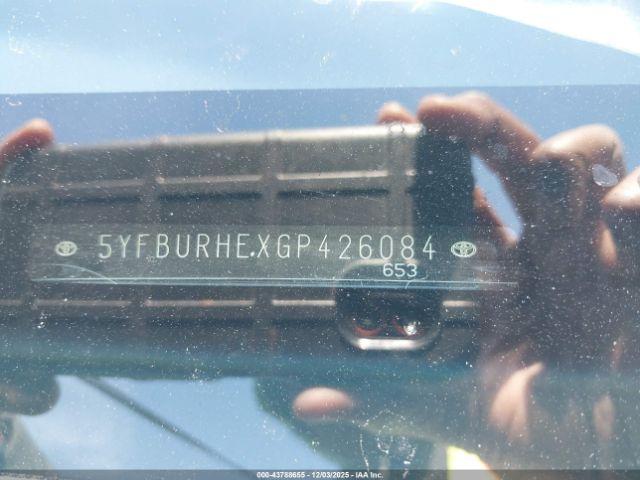 5YFBURHEXGP426084
653
000-43788655 - 12/03/2025 - IAA Inc.